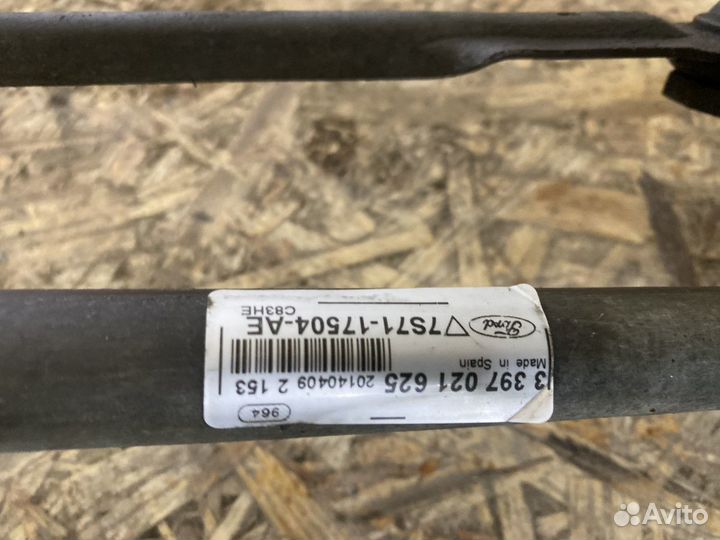 964
3 397 021 625 20140409 2 153
Made in Spain
Ford
7S71-17504-AE
C83HE
Avito